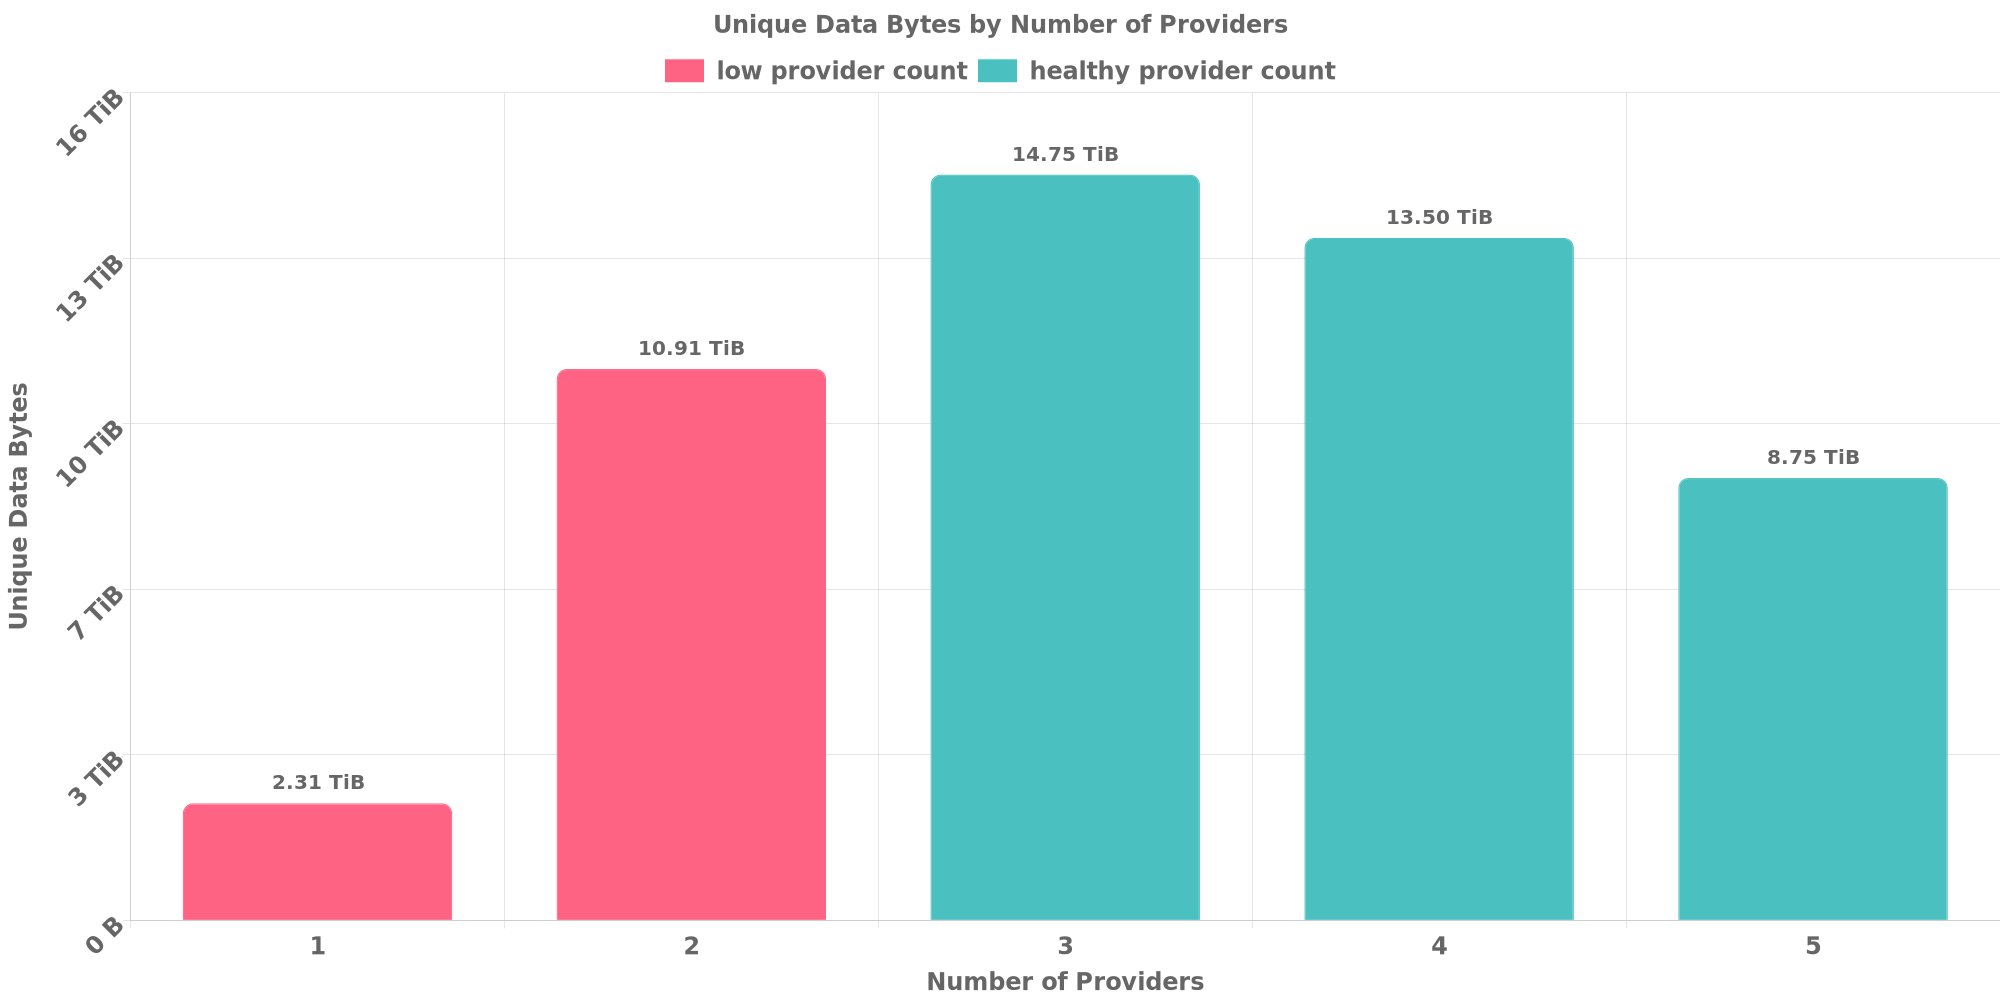 Unique Data Bytes by Number of Providers
low provider count healthy provider count
16 TiB
13 TiB
10 TiB
7 TiB
3 TiB
0 B
Unique Data Bytes
2.31 TiB
10.91 TiB
14.75 TiB
13.50 TiB
8.75 TiB
1 2 3 4 5
Number of Providers